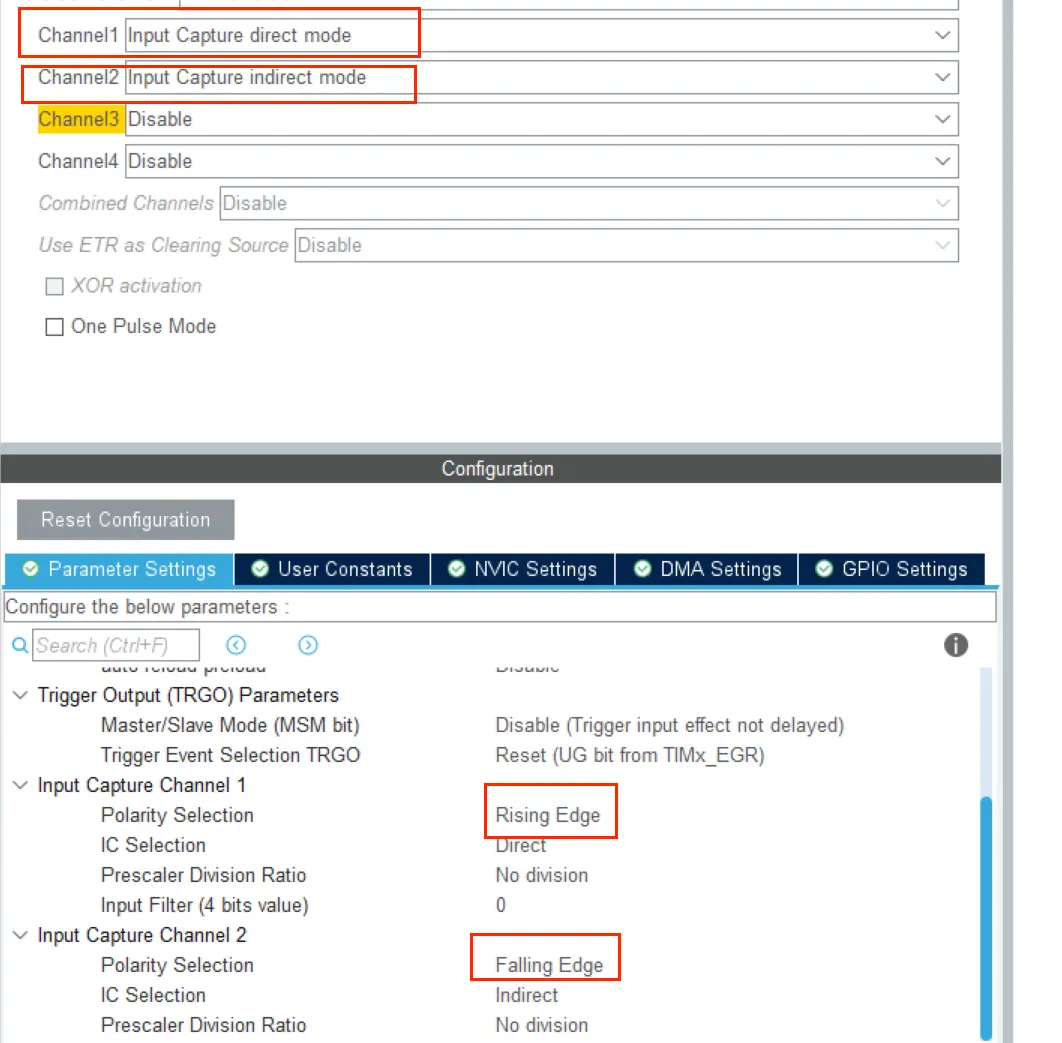 Channel1 Input Capture direct mode
Channel2 Input Capture indirect mode
Channel3 Disable
Channel4 Disable
Combined Channels Disable
Use ETR as Clearing Source Disable
XOR activation
One Pulse Mode
Configuration
Reset Configuration
Parameter Settings User Constants NVIC Settings DMA Settings GPIO Settings
Configure the below parameters :
Search (Ctrl+F)
auto-reload preload Disable
Trigger Output (TRGO) Parameters
Master/Slave Mode (MSM bit) Disable (Trigger input effect not delayed)
Trigger Event Selection TRGO Reset (UG bit from TIMx_EGR)
Input Capture Channel 1
Polarity Selection Rising Edge
IC Selection Direct
Prescaler Division Ratio No division
Input Filter (4 bits value) 0
Input Capture Channel 2
Polarity Selection Falling Edge
IC Selection Indirect
Prescaler Division Ratio No division